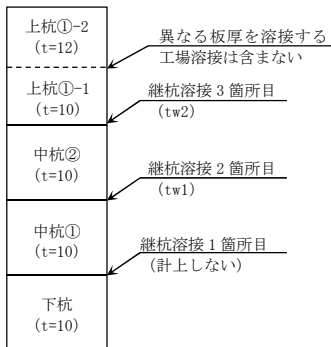 上杭①-2
(t=12)
異なる板厚を溶接する
工場溶接は含まない
上杭①-1
(t=10)
継杭溶接 3 箇所目
(tw2)
中杭②
(t=10)
継杭溶接 2 箇所目
(tw1)
中杭①
(t=10)
継杭溶接 1 箇所目
(計上しない)
下杭
(t=10)